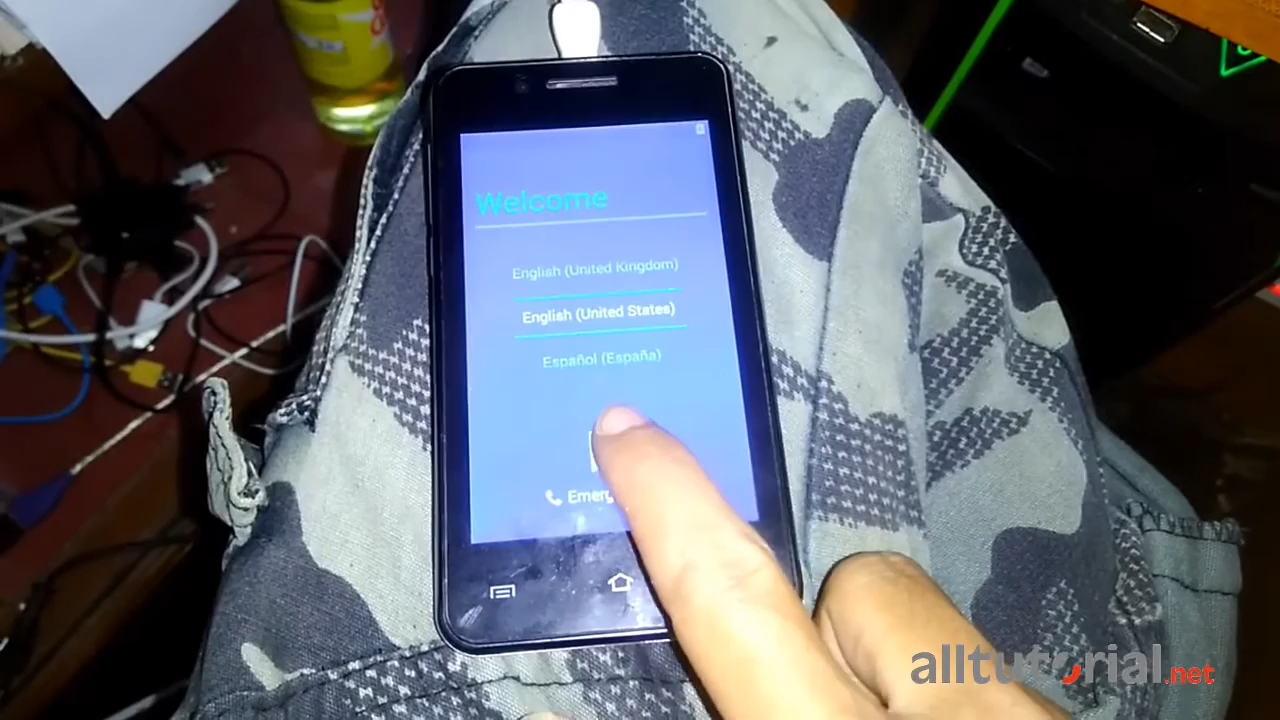 Welcome
English (United Kingdom)
English (United States)
Español (España)
alltutorial.net